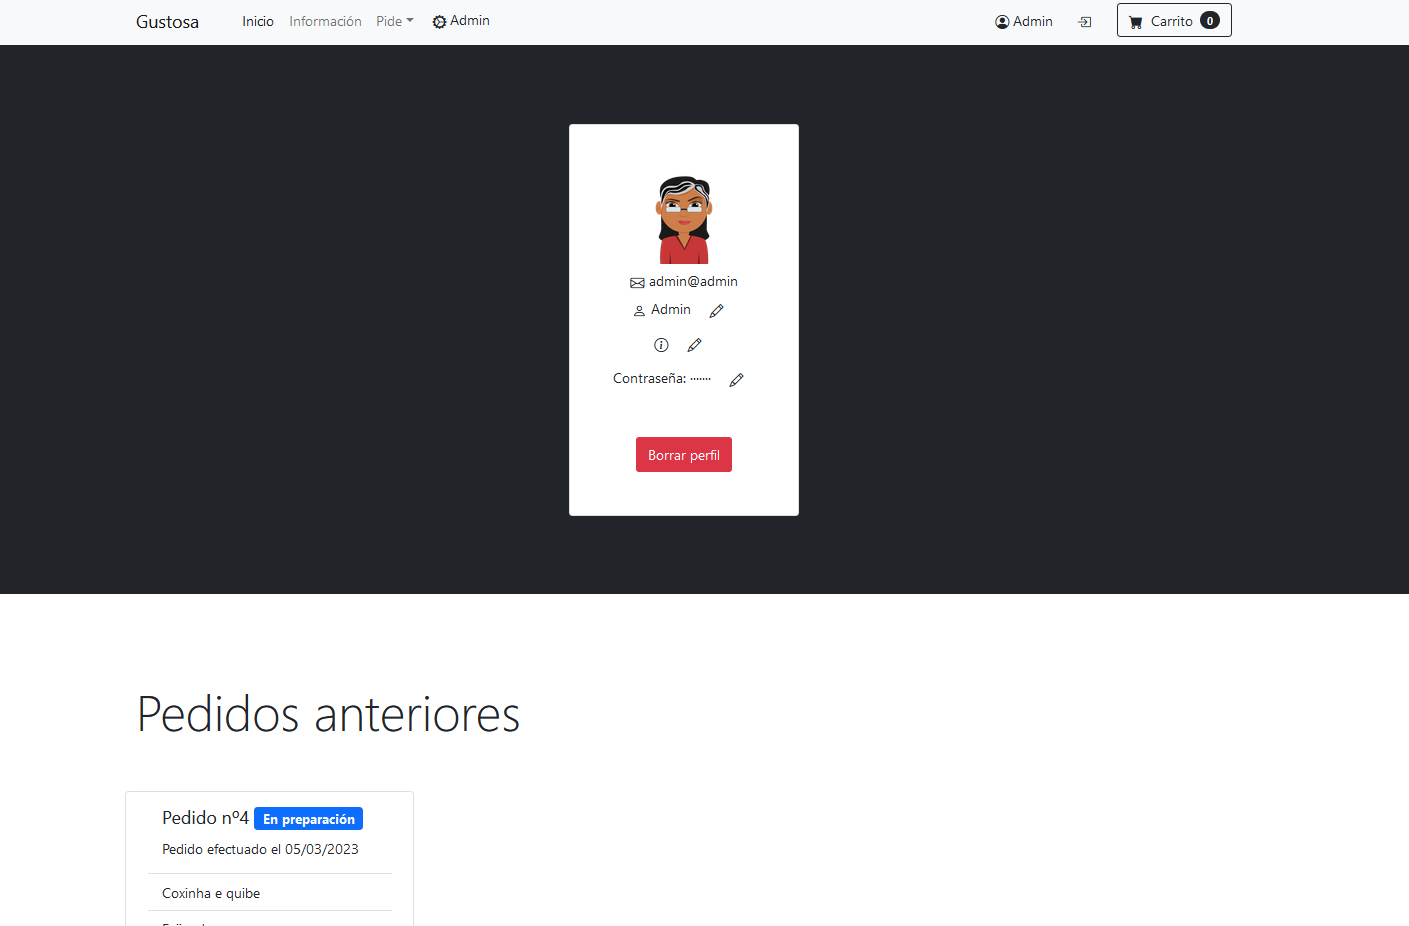 Gustosa Inicio Información Pide Admin Admin Carrito 0
admin@admin
Admin
Contraseña: ·······
Borrar perfil
Pedidos anteriores
Pedido nº4 En preparación
Pedido efectuado el 05/03/2023
Coxinha e quibe